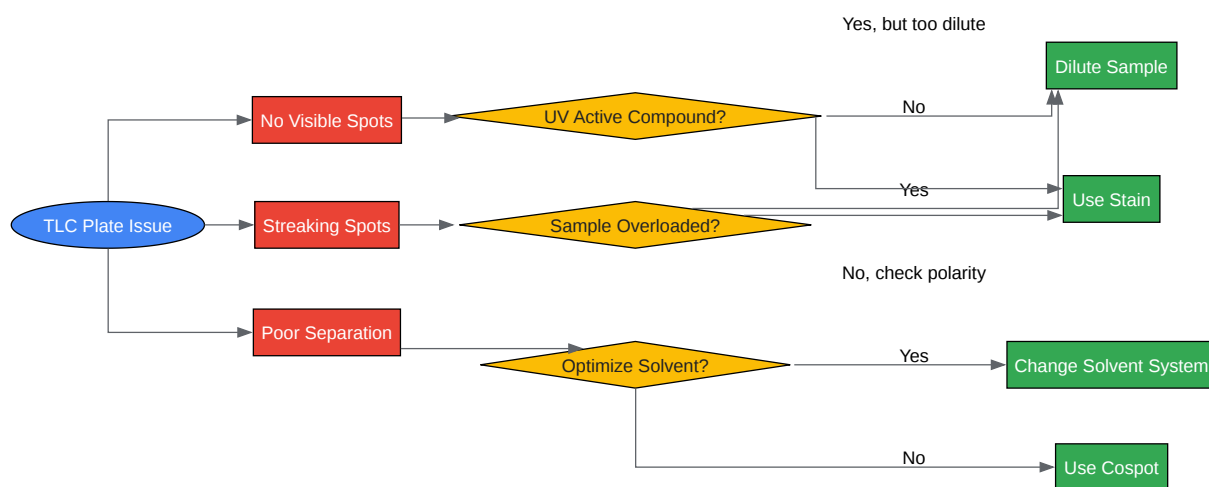 Yes, but too dilute
Dilute Sample
No Visible Spots
UV Active Compound?
No
Yes
Use Stain
TLC Plate Issue
Streaking Spots
Sample Overloaded?
No, check polarity
Poor Separation
Optimize Solvent?
Yes
Change Solvent System
No
Use Cospot